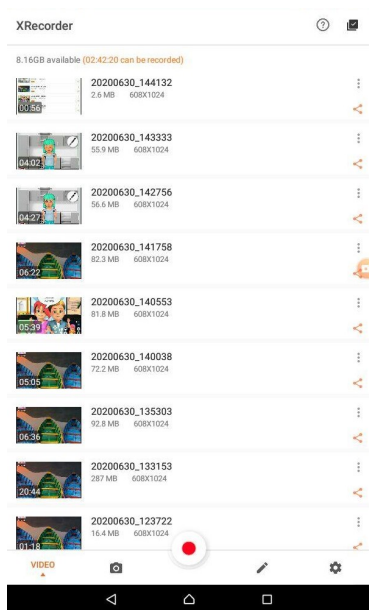 XRecorder
8.16GB available (02:42:20 can be recorded)
20200630_144132
2.6 MB 608X1024
00:56
20200630_143333
55.9 MB 608X1024
04:02
20200630_142756
56.6 MB 608X1024
04:27
20200630_141758
82.3 MB 608X1024
06:22
20200630_140553
81.8 MB 608X1024
05:39
20200630_140038
72.2 MB 608X1024
05:05
20200630_135303
92.8 MB 608X1024
06:36
20200630_133153
287 MB 608X1024
20:44
20200630_123722
16.4 MB 608X1024
01:18
VIDEO